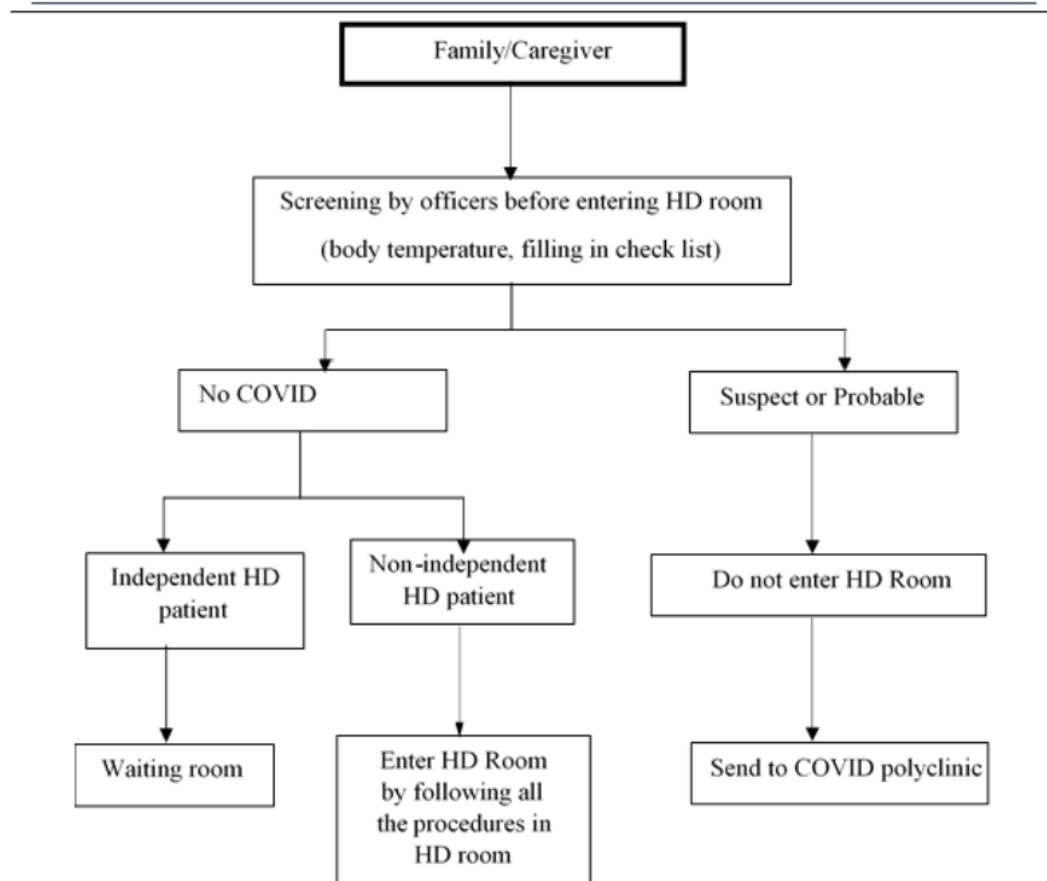 Family/Caregiver
Screening by officers before entering HD room
(body temperature, filling in check list)
No COVID
Suspect or Probable
Independent HD
patient
Non-independent
HD patient
Do not enter HD Room
Waiting room
Enter HD Room
by following all
the procedures in
HD room
Send to COVID polyclinic